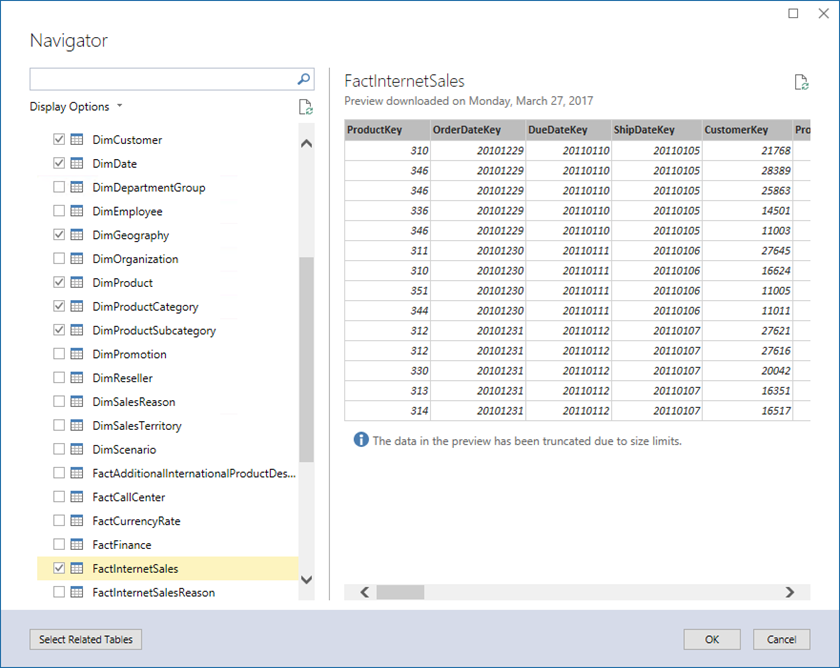 Navigator
Display Options
DimCustomer
DimDate
DimDepartmentGroup
DimEmployee
DimGeography
DimOrganization
DimProduct
DimProductCategory
DimProductSubcategory
DimPromotion
DimReseller
DimSalesReason
DimSalesTerritory
DimScenario
FactAdditionalInternationalProductDes...
FactCallCenter
FactCurrencyRate
FactFinance
FactInternetSales
FactInternetSalesReason
FactInternetSales
Preview downloaded on Monday, March 27, 2017
ProductKey OrderDateKey DueDateKey ShipDateKey CustomerKey Pro
310 20101229 20110110 20110105 21768
346 20101229 20110110 20110105 28389
346 20101229 20110110 20110105 25863
336 20101229 20110110 20110105 14501
346 20101229 20110110 20110105 11003
311 20101230 20110111 20110106 27645
310 20101230 20110111 20110106 16624
351 20101230 20110111 20110106 11005
344 20101230 20110111 20110106 11011
312 20101231 20110112 20110107 27621
312 20101231 20110112 20110107 27616
330 20101231 20110112 20110107 20042
313 20101231 20110112 20110107 16351
314 20101231 20110112 20110107 16517
The data in the preview has been truncated due to size limits.
Select Related Tables
OK
Cancel